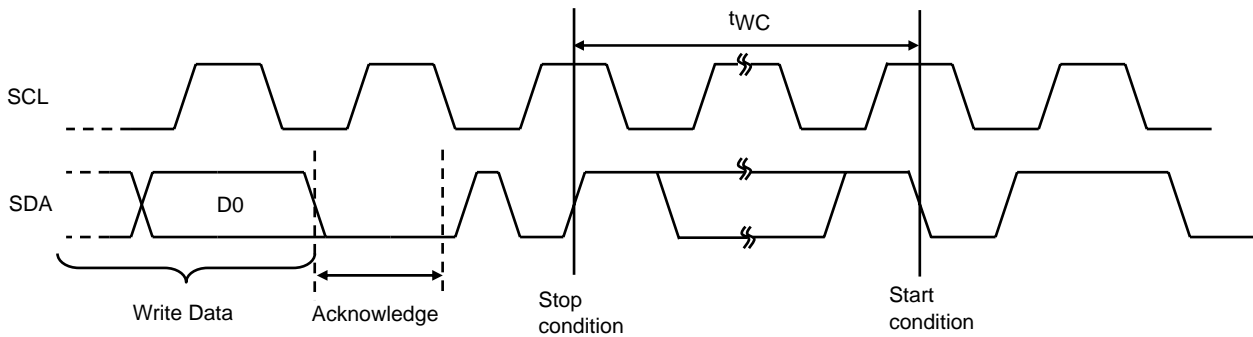 tWC
SCL
SDA
D0
Write Data
Acknowledge
Stop
condition
Start
condition